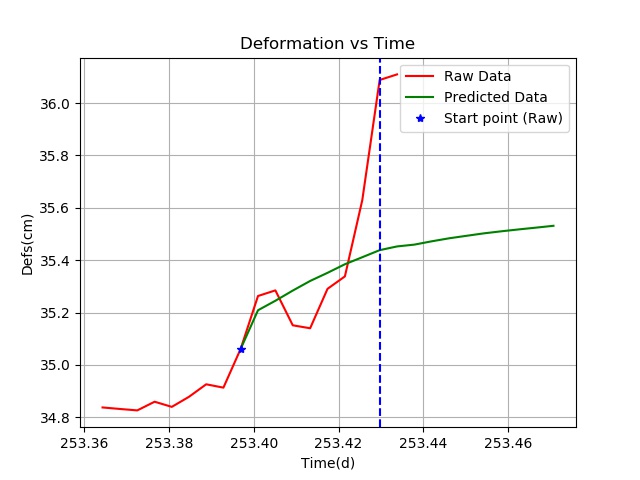 Deformation vs Time
Raw Data
Predicted Data
Start point (Raw)
36.0
35.8
35.6
35.4
35.2
35.0
34.8
Defs(cm)
253.36 253.38 253.40 253.42 253.44 253.46
Time(d)